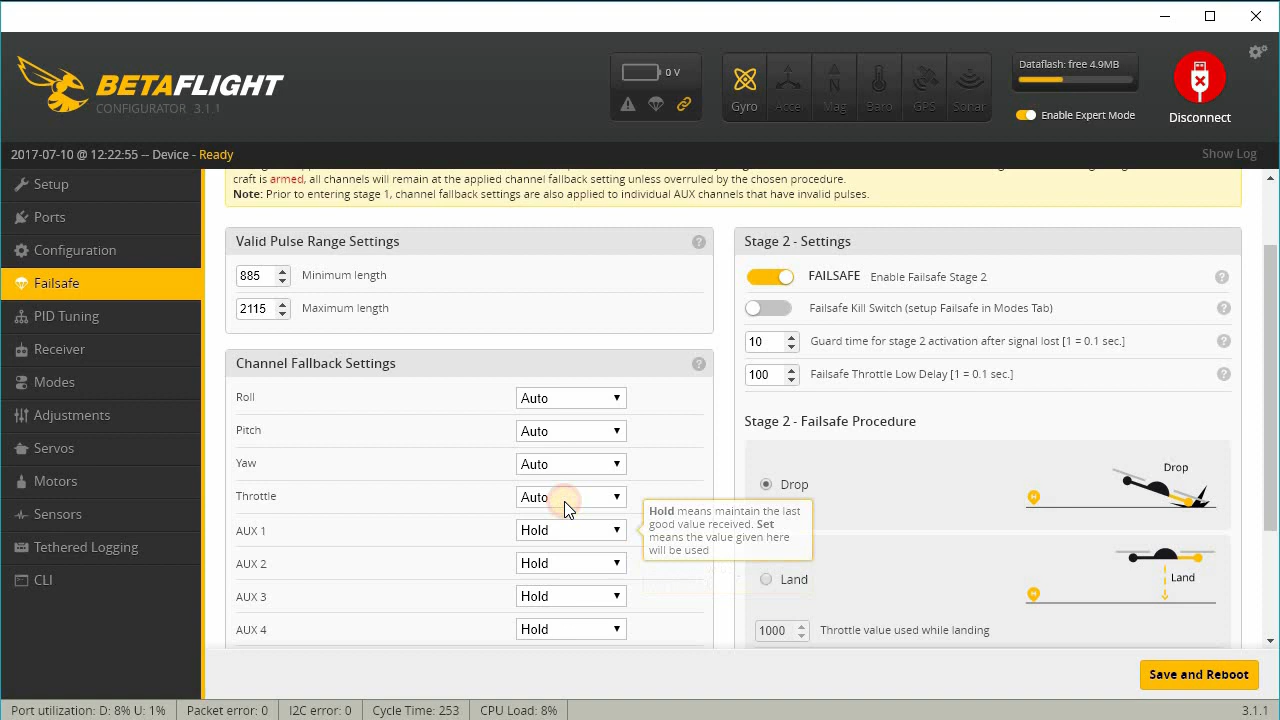 BETAFLIGHT
CONFIGURATOR 3.1.1
0 V
Gyro
Acce
Mag
Baro
GPS
Sonar
Dataflash: free 4.9MB
Enable Expert Mode
Disconnect
2017-07-10 @ 12:22:55 -- Device - Ready
Show Log
Setup
Ports
Configuration
Failsafe
PID Tuning
Receiver
Modes
Adjustments
Servos
Motors
Sensors
Tethered Logging
CLI
craft is armed, all channels will remain at the applied channel fallback setting unless overruled by the chosen procedure.
Note: Prior to entering stage 1, channel fallback settings are also applied to individual AUX channels that have invalid pulses.
Valid Pulse Range Settings
885 Minimum length
2115 Maximum length
Channel Fallback Settings
Roll Auto
Pitch Auto
Yaw Auto
Throttle Auto
AUX 1 Hold
AUX 2 Hold
AUX 3 Hold
AUX 4 Hold
Hold means maintain the last
good value received. Set
means the value given here
will be used
Stage 2 - Settings
FAILSAFE Enable Failsafe Stage 2
Failsafe Kill Switch (setup Failsafe in Modes Tab)
10 Guard time for stage 2 activation after signal lost [1 = 0.1 sec.]
100 Failsafe Throttle Low Delay [1 = 0.1 sec.]
Stage 2 - Failsafe Procedure
Drop
Drop
H
Land
Land
H
1000 Throttle value used while landing
Save and Reboot
Port utilization: D: 8% U: 1%
Packet error: 0
I2C error: 0
Cycle Time: 253
CPU Load: 8%
3.1.1